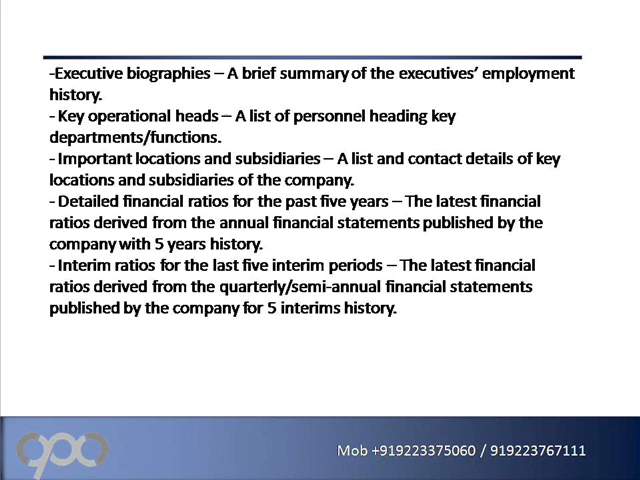 -Executive biographies – A brief summary of the executives’ employment
history.
- Key operational heads – A list of personnel heading key
departments/functions.
- Important locations and subsidiaries – A list and contact details of key
locations and subsidiaries of the company.
- Detailed financial ratios for the past five years – The latest financial
ratios derived from the annual financial statements published by the
company with 5 years history.
- Interim ratios for the last five interim periods – The latest financial
ratios derived from the quarterly/semi-annual financial statements
published by the company for 5 interims history.
Mob +919223375060 / 919223767111